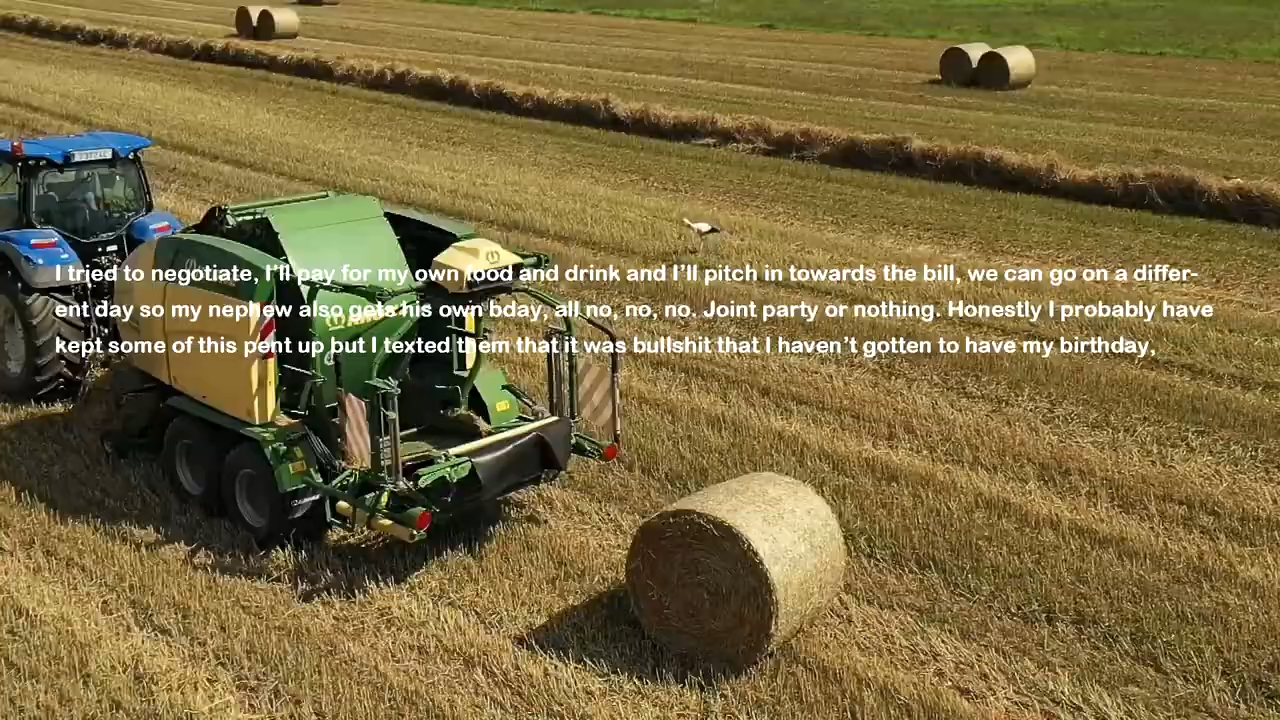 I tried to negotiate, I'll pay for my own food and drink and I'll pitch in towards the bill, we can go on a differ-
ent day so my nephew also gets his own bday, all no, no, no. Joint party or nothing. Honestly I probably have
kept some of this pent up but I texted them that it was bullshit that I haven't gotten to have my birthday,